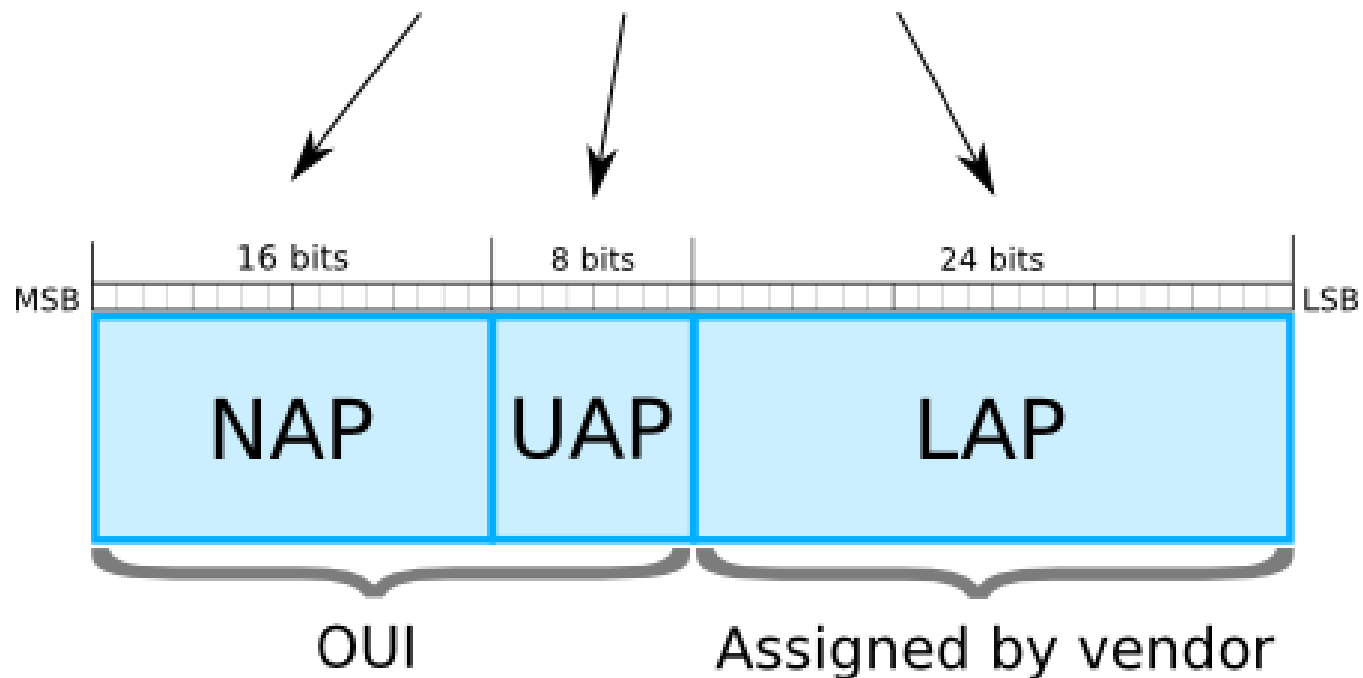 16 bits 8 bits 24 bits
MSB LSB
NAP UAP LAP
OUI Assigned by vendor